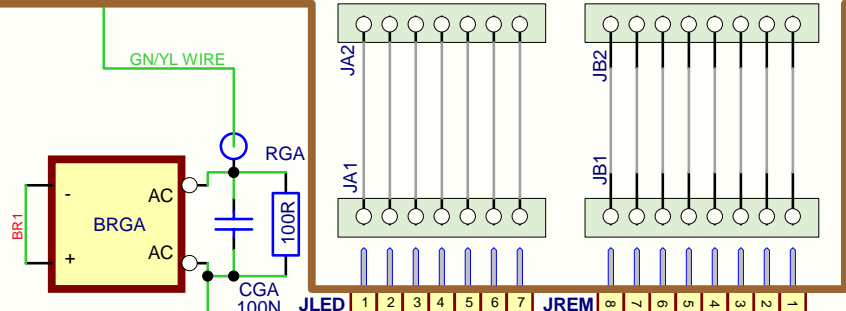 GN/YL WIRE
JA2
JB2
RGA
JA1
JB1
-
AC
BRGA
100R
BR1
+
AC
CGA
100N
JLED 1 2 3 4 5 6 7 JREM 8 7 6 5 4 3 2 1